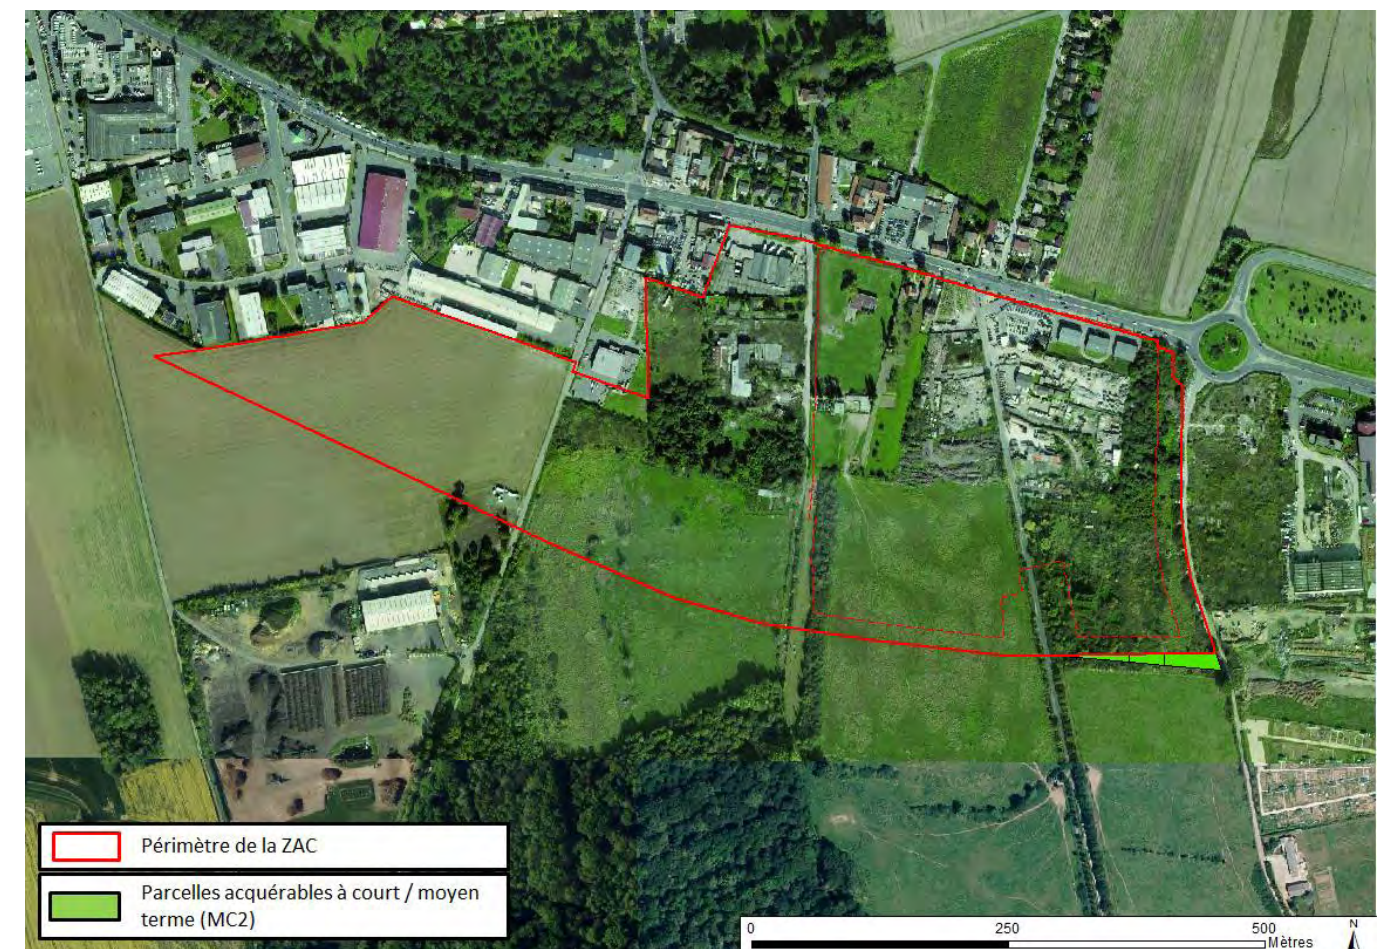 Périmètre de la ZAC
Parcelles acquérables à court / moyen
terme (MC2)
0 250 500
Mètres
N